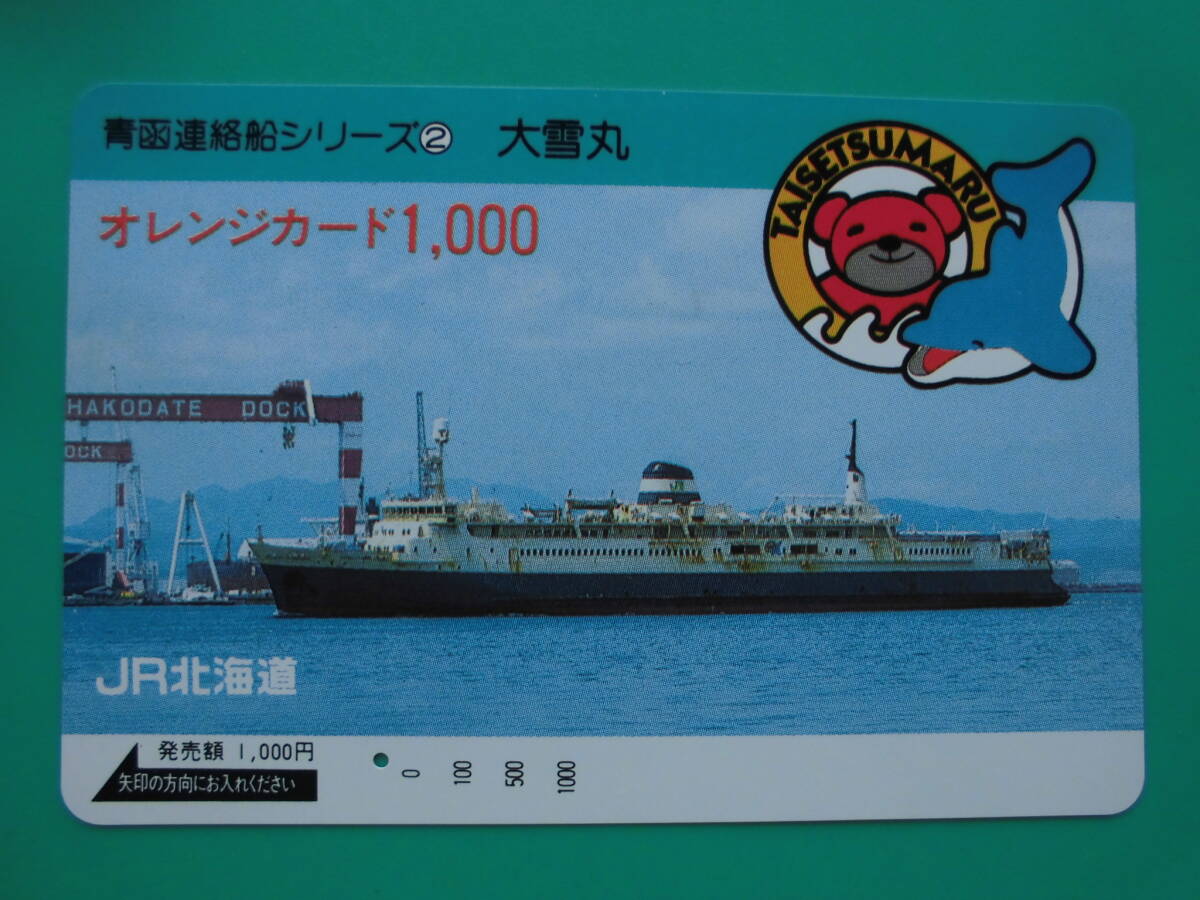 青函連絡船シリーズ② 大雪丸
オレンジカード1,000
TAISETSUMARU
HAKODATE DOCK
OCK
JR北海道
発売額 1,000円
矢印の方向にお入れください
0 100 500 1000